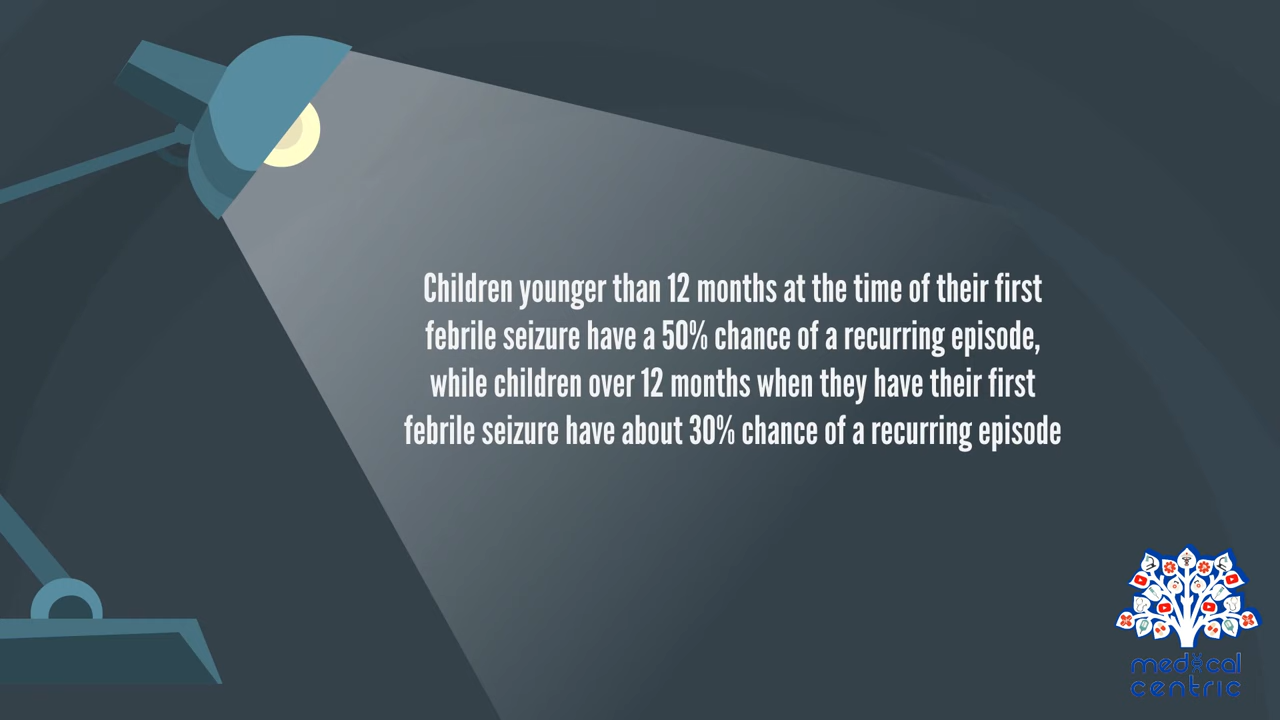 Children younger than 12 months at the time of their first
febrile seizure have a 50% chance of a recurring episode,
while children over 12 months when they have their first
febrile seizure have about 30% chance of a recurring episode
medical
centric